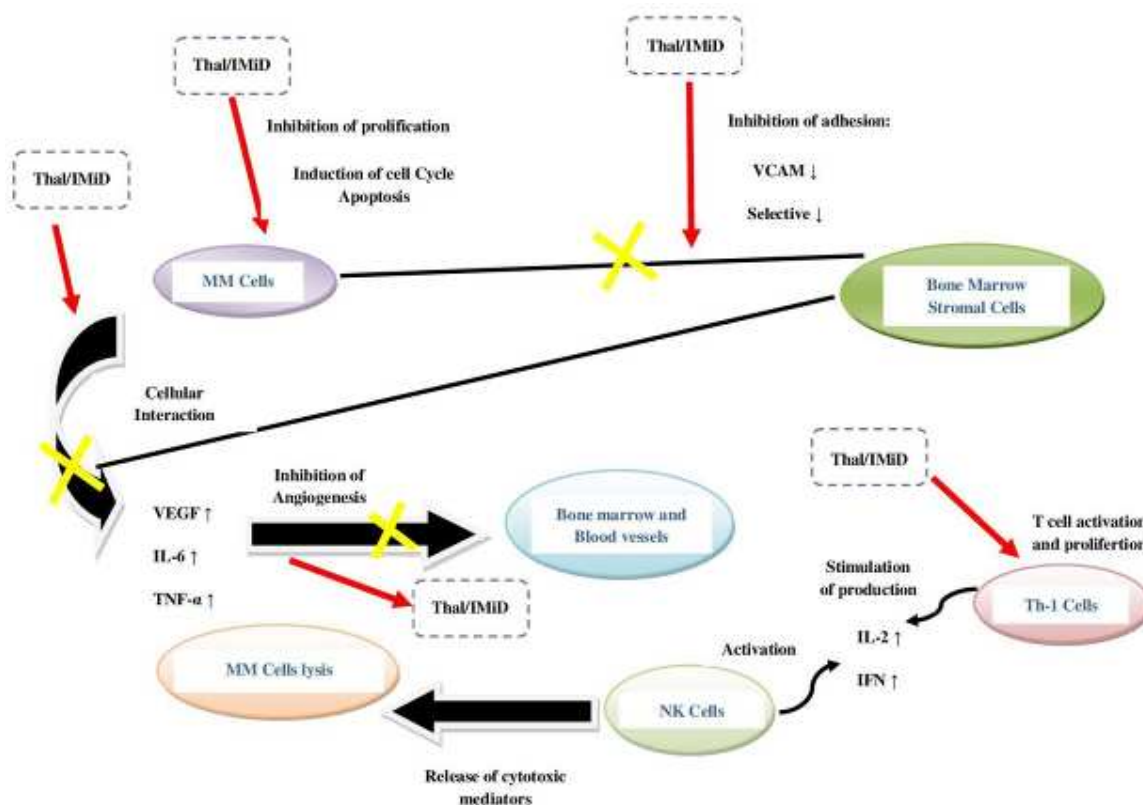 Thal/IMiD
Thal/IMiD
Inhibition of prolification
Inhibition of adhesion:
Thal/IMiD
Induction of cell Cycle
Apoptosis
VCAM ↓
Selective ↓
MM Cells
Bone Marrow
Stromal Cells
Cellular
Interaction
Thal/IMiD
Inhibition of
Angiogenesis
VEGF ↑
IL-6 ↑
TNF-α ↑
Bone marrow and
Blood vessels
T cell activation
and prolifertion
Stimulation
of production
Thal/IMiD
Th-1 Cells
IL-2 ↑
IFN ↑
Activation
MM Cells lysis
NK Cells
Release of cytotoxic
mediators